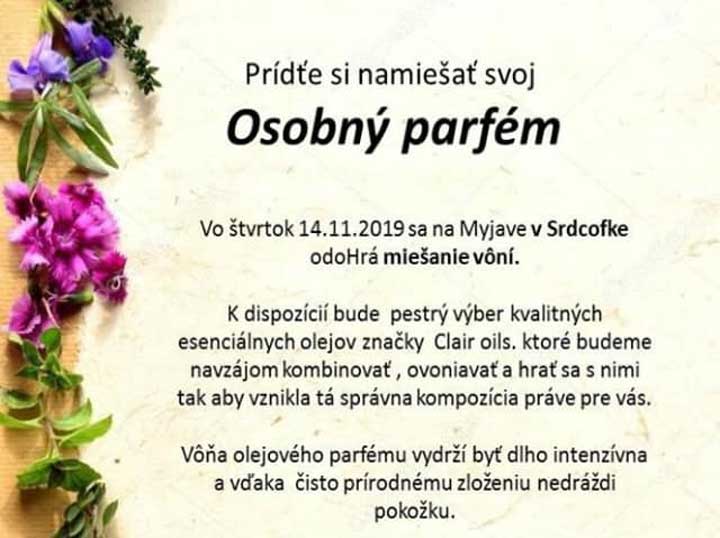 Prídťe si namiešať svoj
Osobný parfém
Vo štvrtok 14.11.2019 sa na Myjave v Srdcofke
odoHrá miešanie vôní.
K dispozícií bude pestrý výber kvalitných
esenciálnych olejov značky Clair oils. ktoré budeme
navzájom kombinovať , ovoniavať a hrať sa s nimi
tak aby vznikla tá správna kompozícia práve pre vás.
Vôňa olejového parfému vydrží byť dlho intenzívna
a vďaka čisto prírodnému zloženiu nedráždi
pokožku.